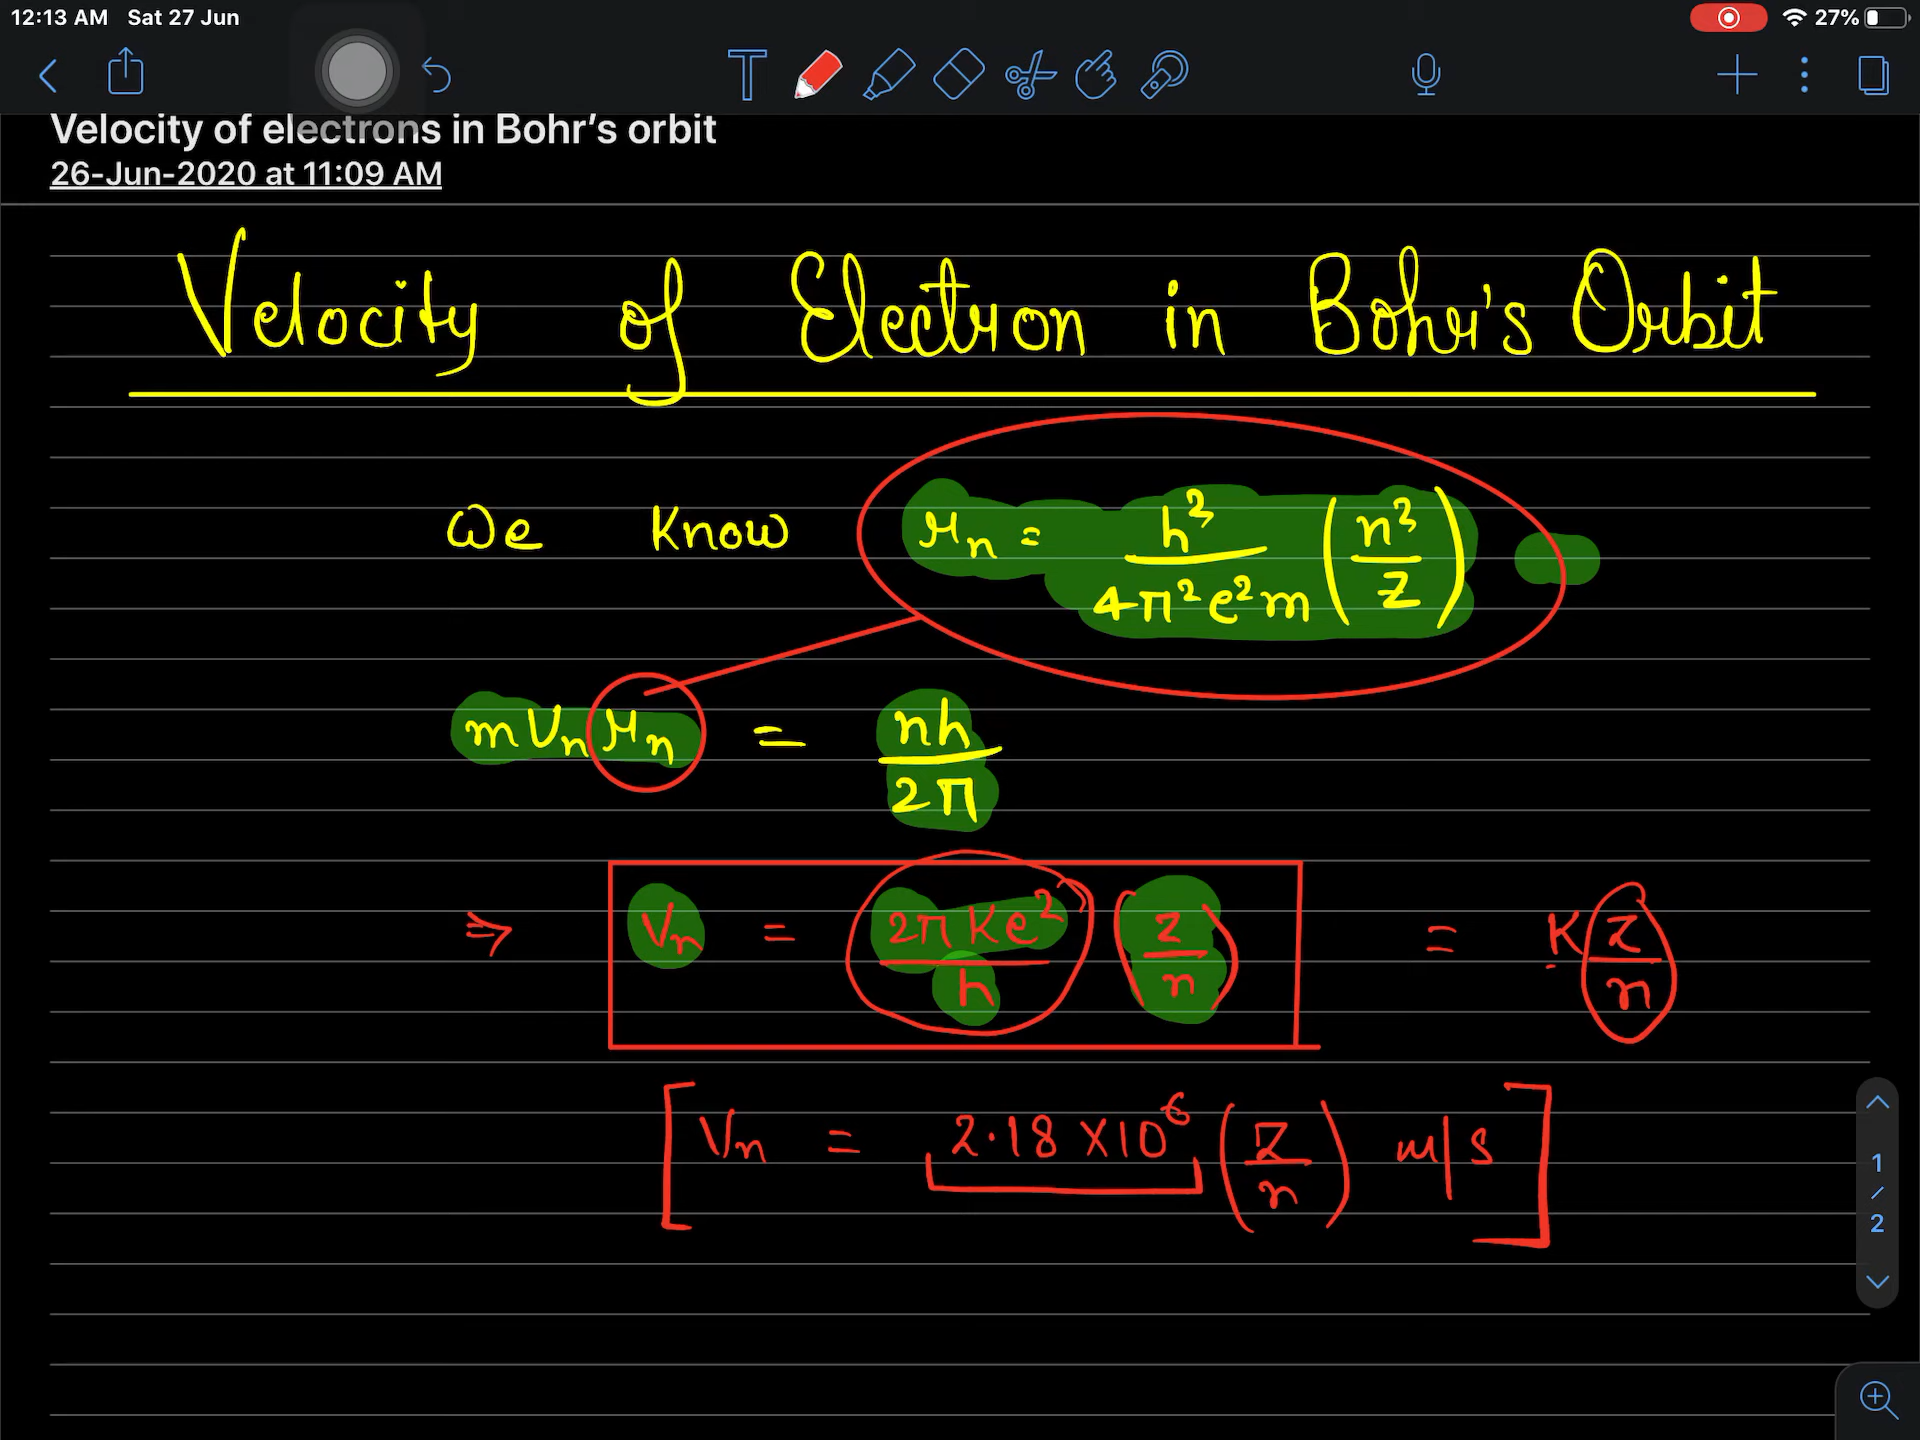 12:13 AM Sat 27 Jun 27%
Velocity of electrons in Bohr's orbit
26-Jun-2020 at 11:09 AM
Velocity of Electron in Bohr's Orbit
We know rn = h² / 4π²e²m (n²/Z)
mVnrn = nh / 2π
⇒ Vn = 2πKe² / h (Z/n) = K Z/n
[Vn = 2.18 X10⁶ (Z/n) m/s]
1
/
2